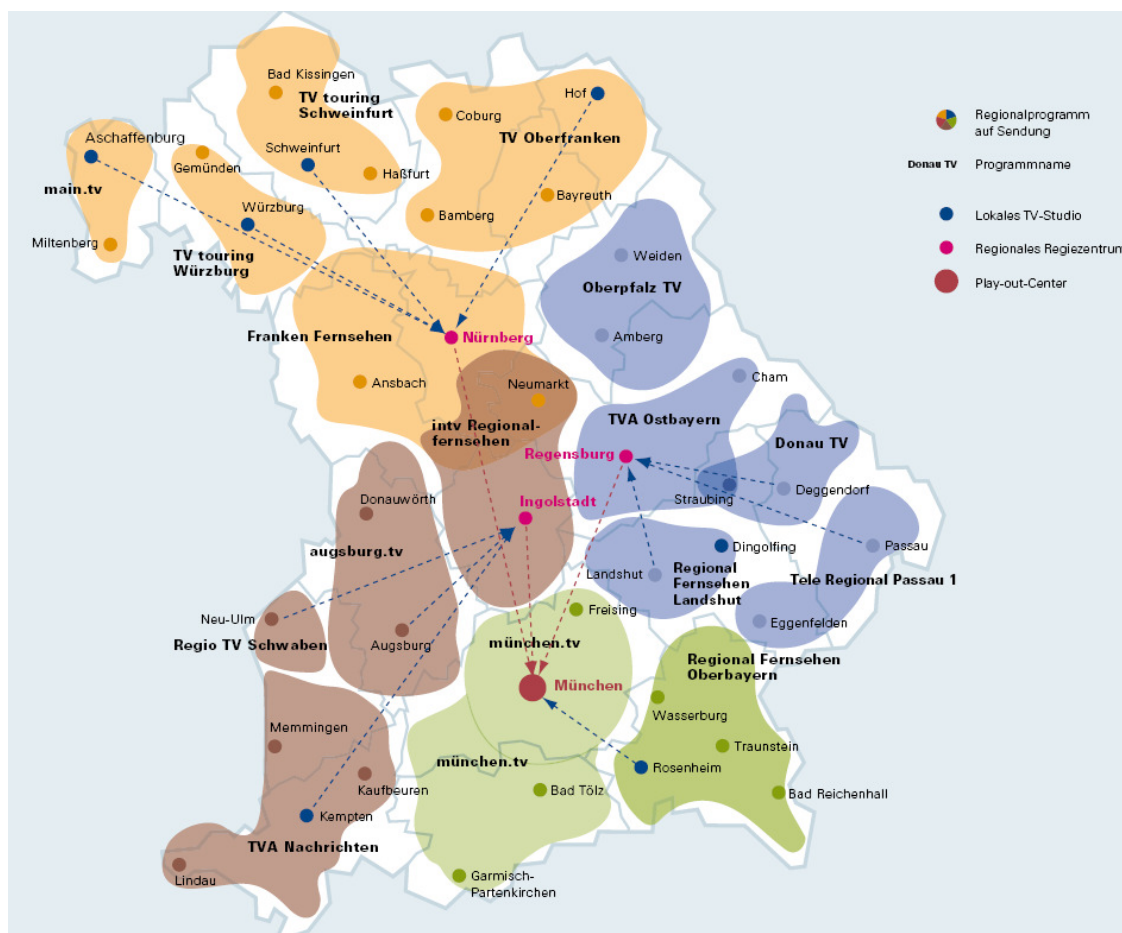 Bad Kissingen
TV touring
Schweinfurt
Schweinfurt
Haßfurt
Coburg
Hof
TV Oberfranken
Bayreuth
Bamberg
Aschaffenburg
main.tv
Miltenberg
Gemünden
Würzburg
TV touring
Würzburg
Regionalprogramm
auf Sendung
Donau TV
Programmname
Lokales TV-Studio
Regionales Regiezentrum
Play-out-Center
Weiden
Oberpfalz TV
Amberg
Franken Fernsehen
Nürnberg
Ansbach
Neumarkt
intv Regional-
fernsehen
Cham
TVA Ostbayern
Regensburg
Donau TV
Straubing
Deggendorf
Ingolstadt
Donauwörth
augsburg.tv
Augsburg
Neu-Ulm
Regio TV Schwaben
Dingolfing
Landshut
Regional
Fernsehen
Landshut
Passau
Tele Regional Passau 1
Eggenfelden
Freising
münchen.tv
München
münchen.tv
Bad Tölz
Garmisch-
Partenkirchen
Regional Fernsehen
Oberbayern
Wasserburg
Traunstein
Rosenheim
Bad Reichenhall
Memmingen
Kaufbeuren
Kempten
TVA Nachrichten
Lindau